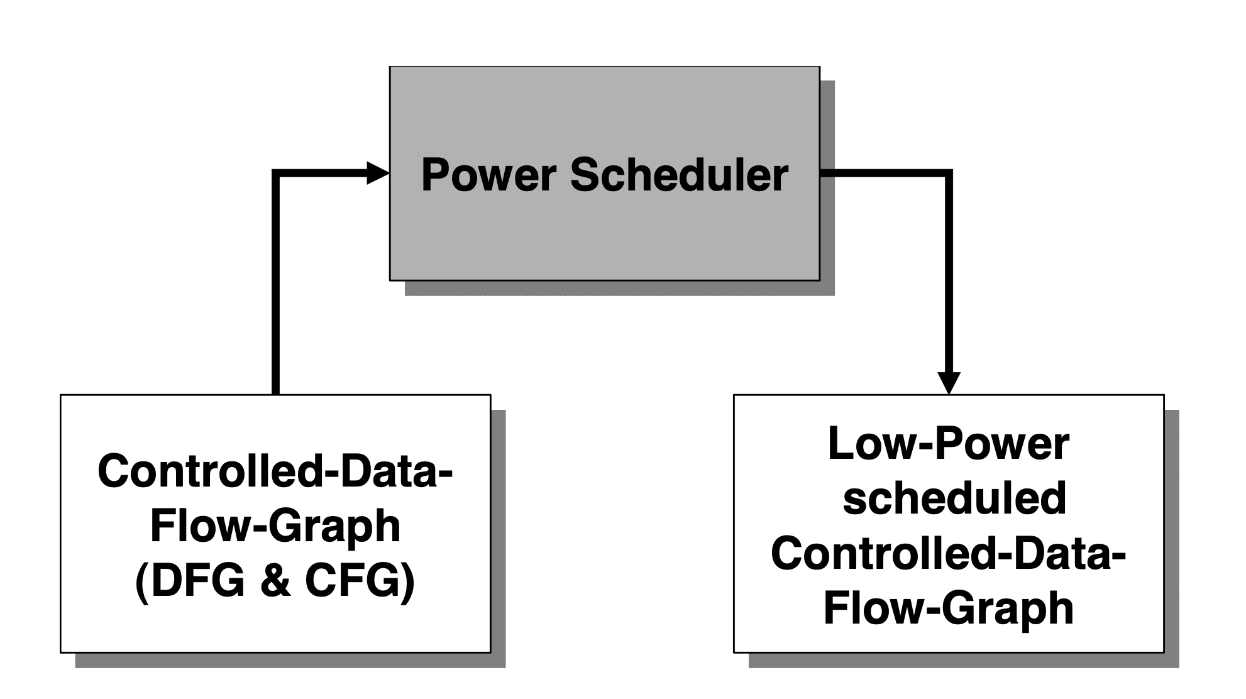 Power Scheduler
Controlled-Data-
Flow-Graph
(DFG & CFG)
Low-Power
scheduled
Controlled-Data-
Flow-Graph